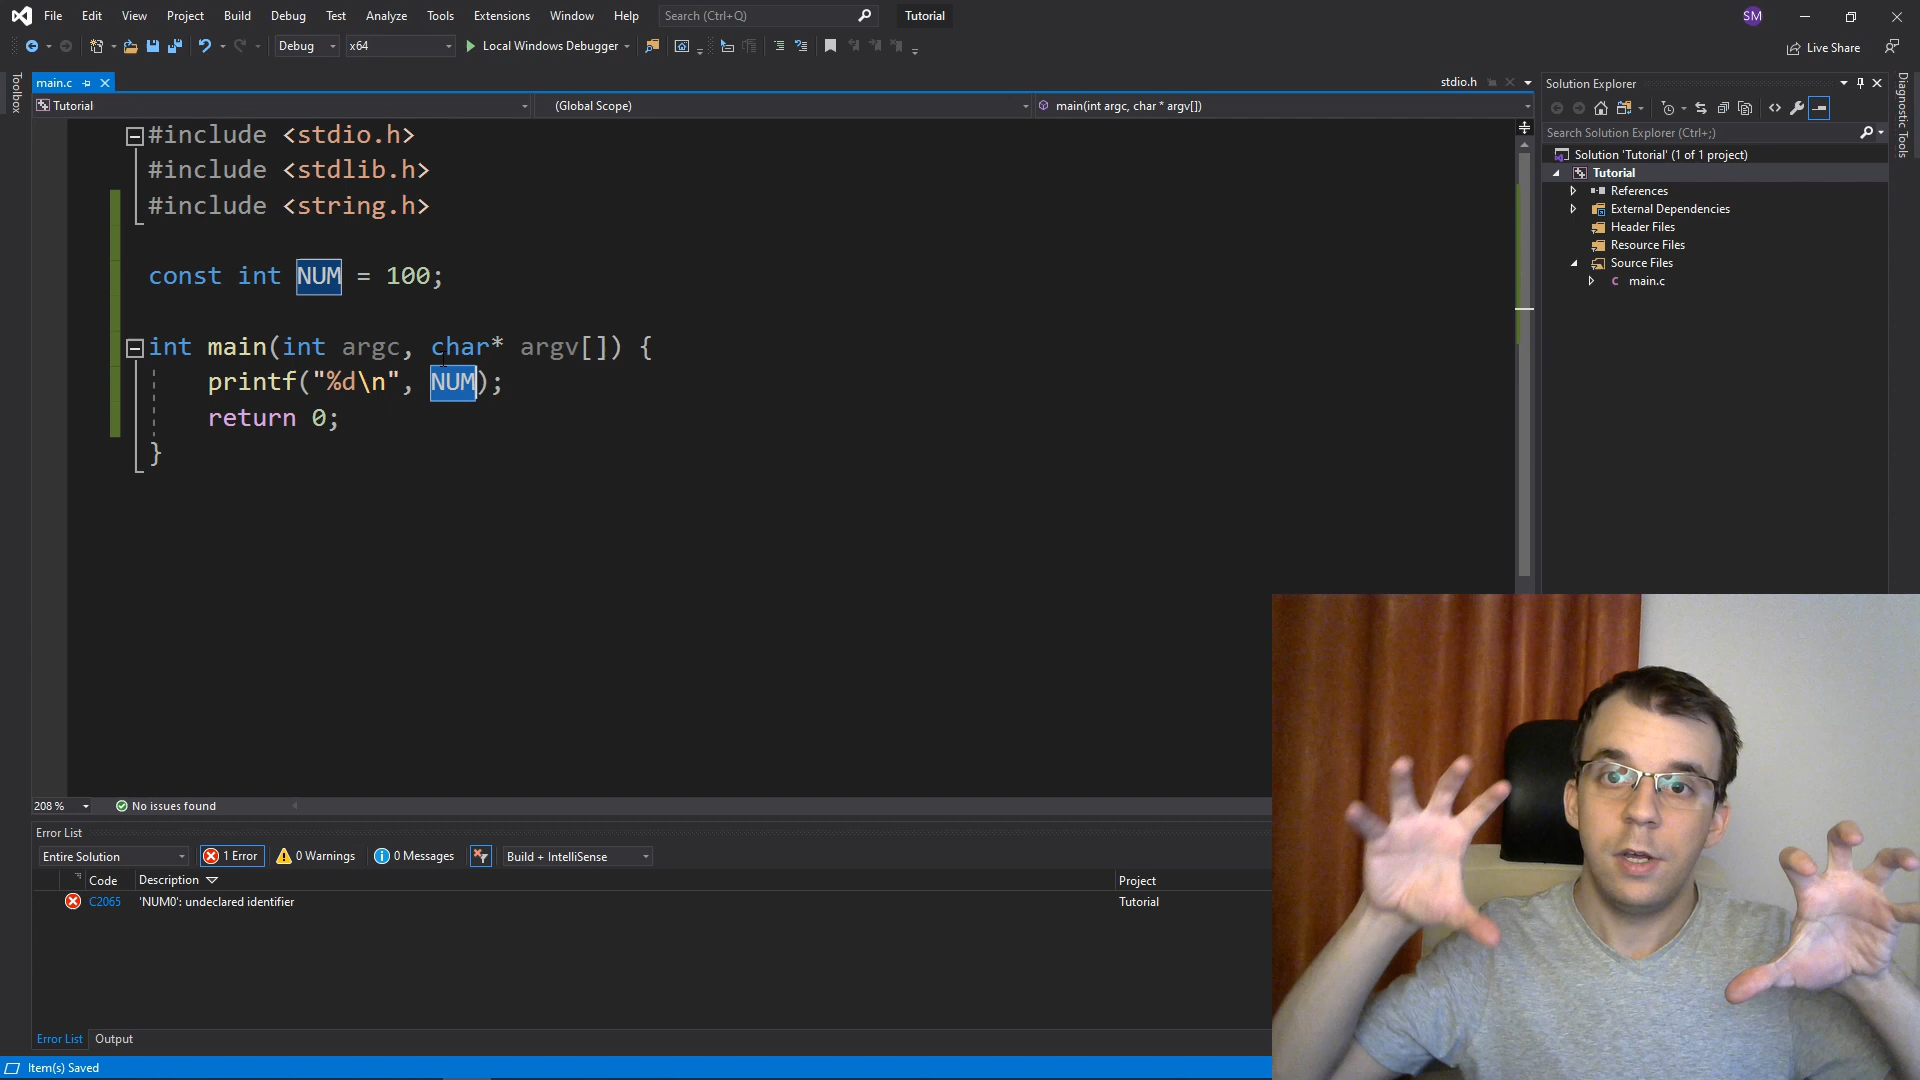 File Edit View Project Build Debug Test Analyze Tools Extensions Window Help Search (Ctrl+Q) Tutorial SM
Debug x64 Local Windows Debugger Live Share
main.c stdio.h
Tutorial (Global Scope) main(int argc, char * argv[])
Toolbox
#include <stdio.h>
#include <stdlib.h>
#include <string.h>
const int NUM = 100;
int main(int argc, char* argv[]) {
printf("%d\n", NUM);
return 0;
}
Solution Explorer
Search Solution Explorer (Ctrl+;)
Solution 'Tutorial' (1 of 1 project)
Tutorial
References
External Dependencies
Header Files
Resource Files
Source Files
C main.c
Diagnostic Tools
208 % No issues found
Error List
Entire Solution 1 Error 0 Warnings 0 Messages Build + IntelliSense
Code Description Project
C2065 'NUM0': undeclared identifier Tutorial
Error List Output
Item(s) Saved